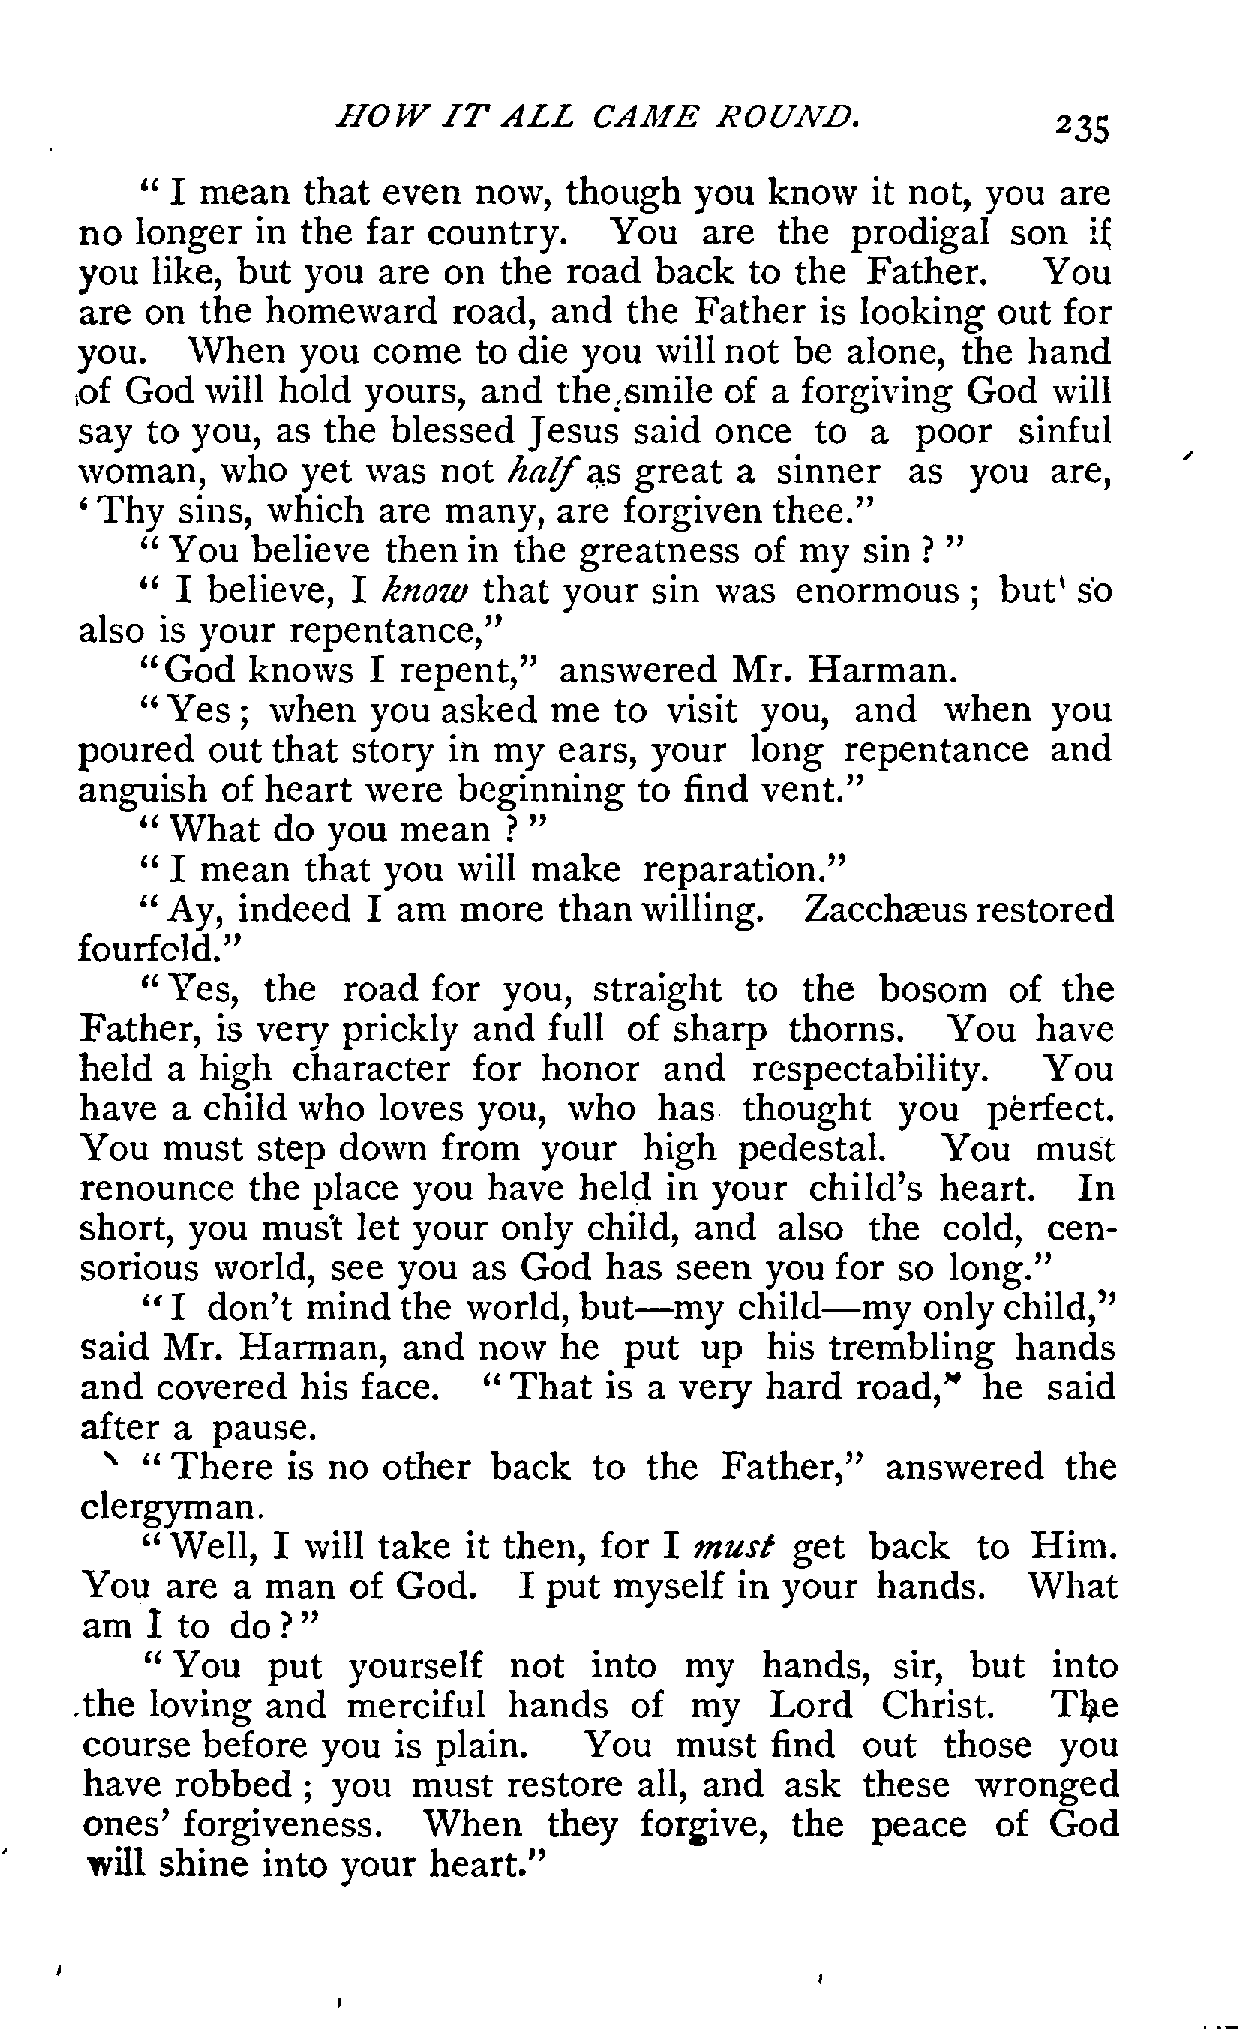 HOW IT ALL CAME ROUND. 235
“ I mean that even now, though you know it not, you are
no longer in the far country. You are the prodigal son if
you like, but you are on the road back to the Father. You
are on the homeward road, and the Father is looking out for
you. When you come to die you will not be alone, the hand
of God will hold yours, and the smile of a forgiving God will
say to you, as the blessed Jesus said once to a poor sinful
woman, who yet was not half as great a sinner as you are,
‘ Thy sins, which are many, are forgiven thee.”
“ You believe then in the greatness of my sin ? ”
“ I believe, I know that your sin was enormous ; but so
also is your repentance,”
“God knows I repent,” answered Mr. Harman.
“ Yes ; when you asked me to visit you, and when you
poured out that story in my ears, your long repentance and
anguish of heart were beginning to find vent.”
“ What do you mean ? ”
“ I mean that you will make reparation.”
“ Ay, indeed I am more than willing. Zacchæus restored
fourfold.”
“ Yes, the road for you, straight to the bosom of the
Father, is very prickly and full of sharp thorns. You have
held a high character for honor and respectability. You
have a child who loves you, who has thought you perfect.
You must step down from your high pedestal. You must
renounce the place you have held in your child’s heart. In
short, you must let your only child, and also the cold, cen-
sorious world, see you as God has seen you for so long.”
“ I don’t mind the world, but—my child—my only child,”
said Mr. Harman, and now he put up his trembling hands
and covered his face. “ That is a very hard road,” he said
after a pause.
“ There is no other back to the Father,” answered the
clergyman.
“ Well, I will take it then, for I must get back to Him.
You are a man of God. I put myself in your hands. What
am I to do ? ”
“ You put yourself not into my hands, sir, but into
the loving and merciful hands of my Lord Christ. The
course before you is plain. You must find out those you
have robbed ; you must restore all, and ask these wronged
ones’ forgiveness. When they forgive, the peace of God
will shine into your heart.”